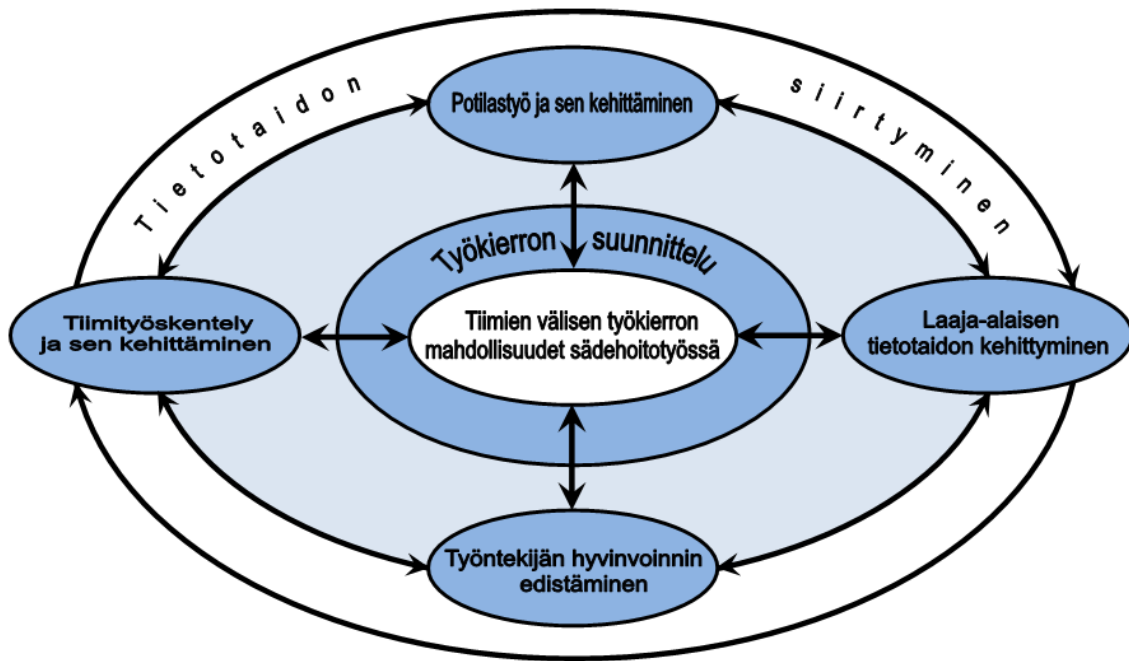 Tietotaidon siirtyminen
Potilastyö ja sen kehittäminen
Työkierron suunnittelu
Tiimityöskentely
ja sen kehittäminen
Tiimien välisen työkierron
mahdollisuudet sädehoitotyössä
Laaja-alaisen
tietotaidon kehittyminen
Työntekijän hyvinvoinnin
edistäminen